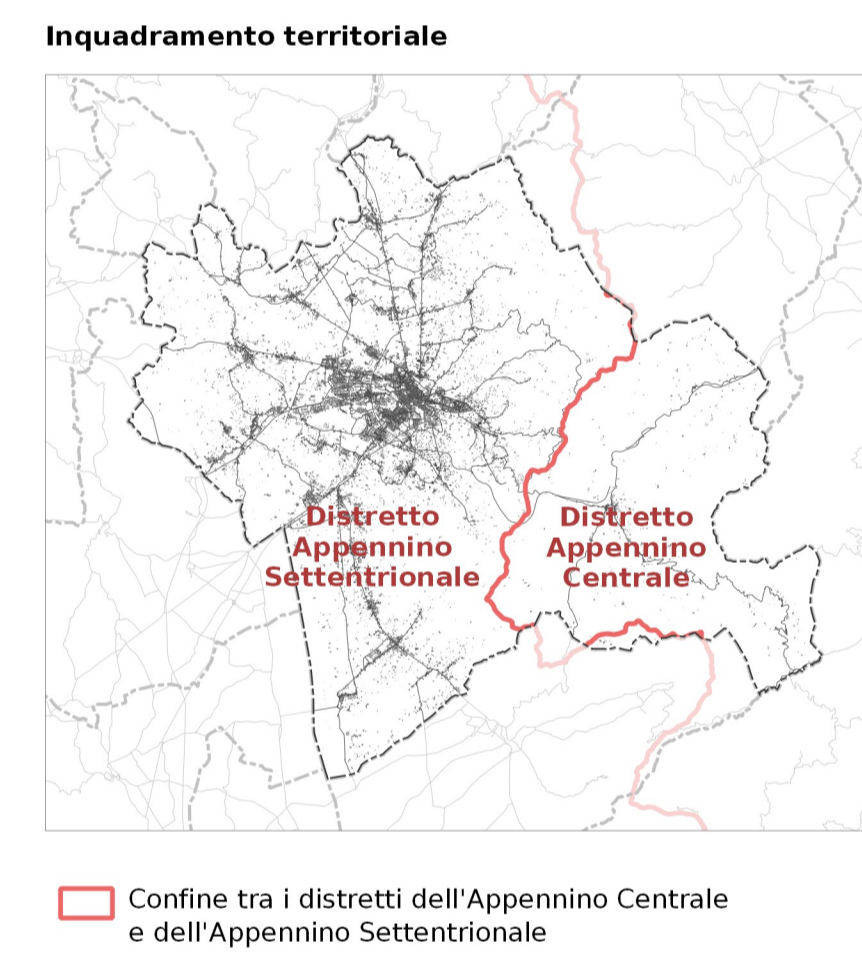 Inquadramento territoriale
Distretto
Appennino
Settentrionale
Distretto
Appennino
Centrale
Confine tra i distretti dell'Appennino Centrale
e dell'Appennino Settentrionale